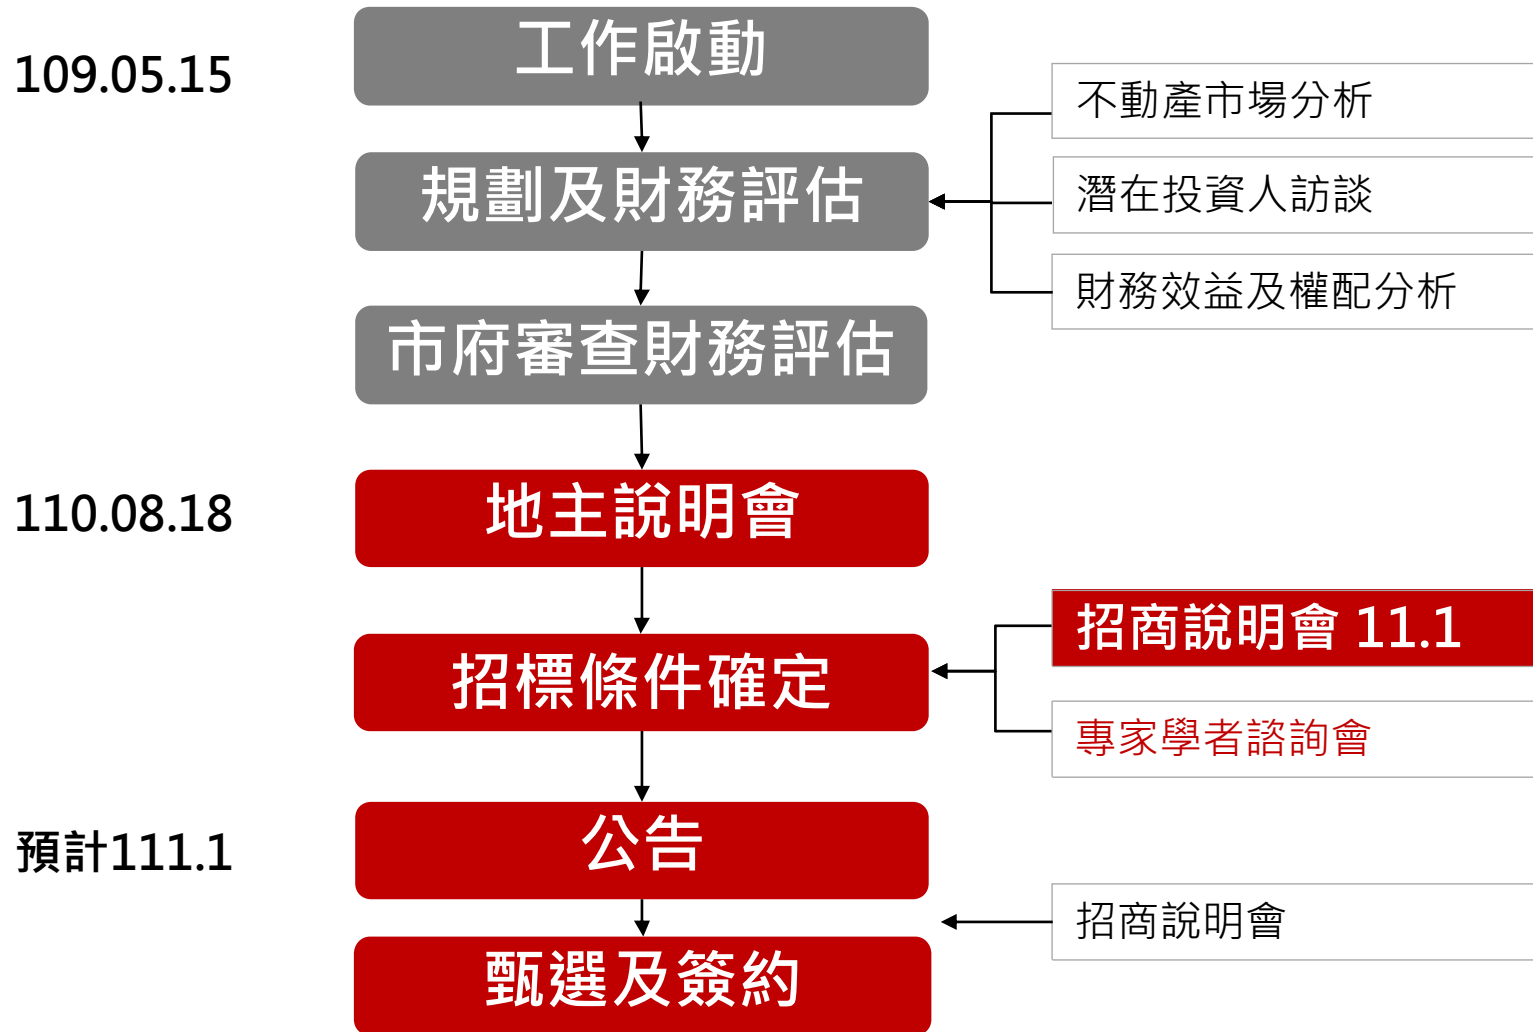 109.05.15
工作啟動
不動產市場分析
規劃及財務評估
潛在投資人訪談
財務效益及權配分析
市府審查財務評估
110.08.18
地主說明會
招商說明會 11.1
招標條件確定
專家學者諮詢會
預計111.1
公告
招商說明會
甄選及簽約